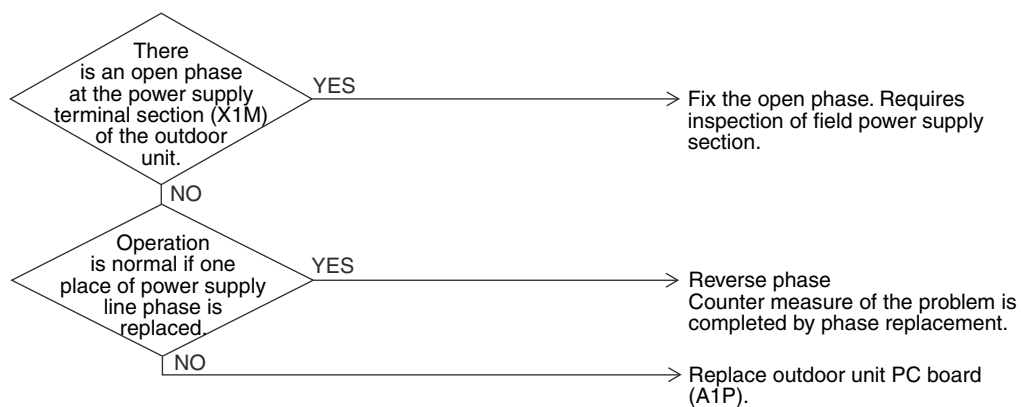 There
is an open phase
at the power supply
terminal section (X1M)
of the outdoor
unit.
YES
Fix the open phase. Requires
inspection of field power supply
section.
NO
Operation
is normal if one
place of power supply
line phase is
replaced.
YES
Reverse phase
Counter measure of the problem is
completed by phase replacement.
NO
Replace outdoor unit PC board
(A1P).